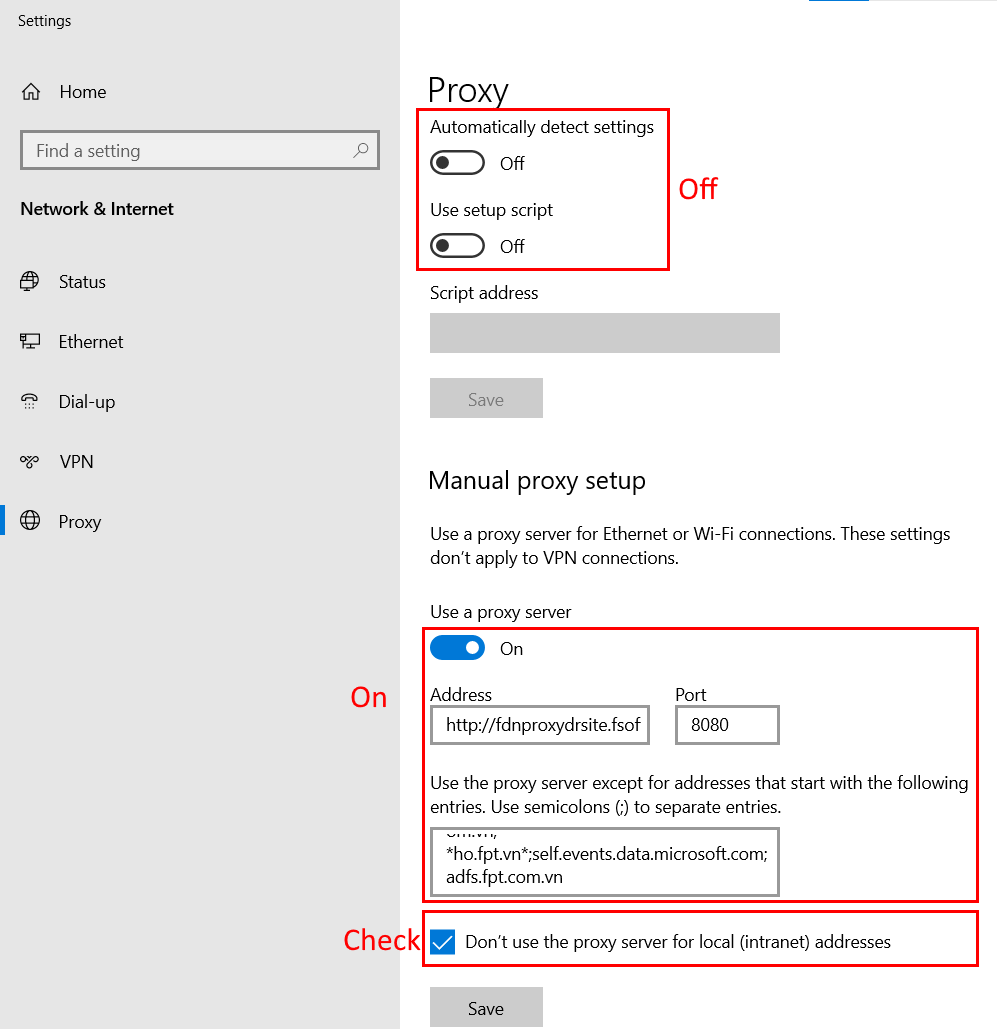 Settings
Home
Find a setting
Network & Internet
Status
Ethernet
Dial-up
VPN
Proxy
Proxy
Automatically detect settings
Off
Off
Use setup script
Off
Script address
Save
Manual proxy setup
Use a proxy server for Ethernet or Wi-Fi connections. These settings
don't apply to VPN connections.
Use a proxy server
On
On
Address
Port
http://fdnproxydrsite.fsof
8080
Use the proxy server except for addresses that start with the following
entries. Use semicolons (;) to separate entries.
*ho.fpt.vn*;self.events.data.microsoft.com;
adfs.fpt.com.vn
Check
Don't use the proxy server for local (intranet) addresses
Save